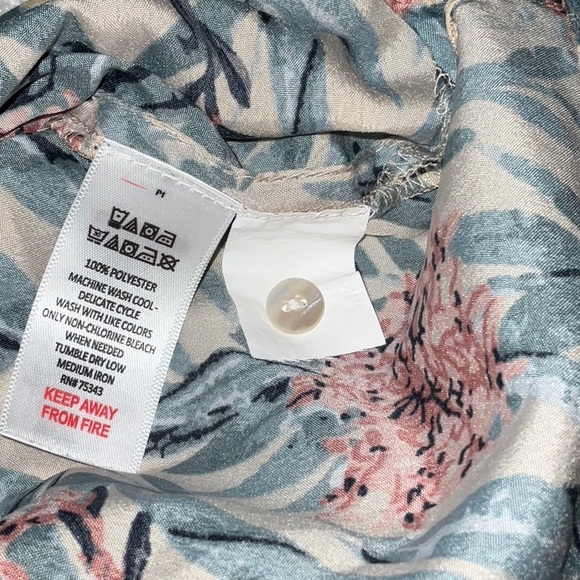 PI
100% POLYESTER
MACHINE WASH COOL -
DELICATE CYCLE
WASH WITH LIKE COLORS
ONLY NON-CHLORINE BLEACH
WHEN NEEDED
TUMBLE DRY LOW
MEDIUM IRON
RN# 75343
KEEP AWAY
FROM FIRE